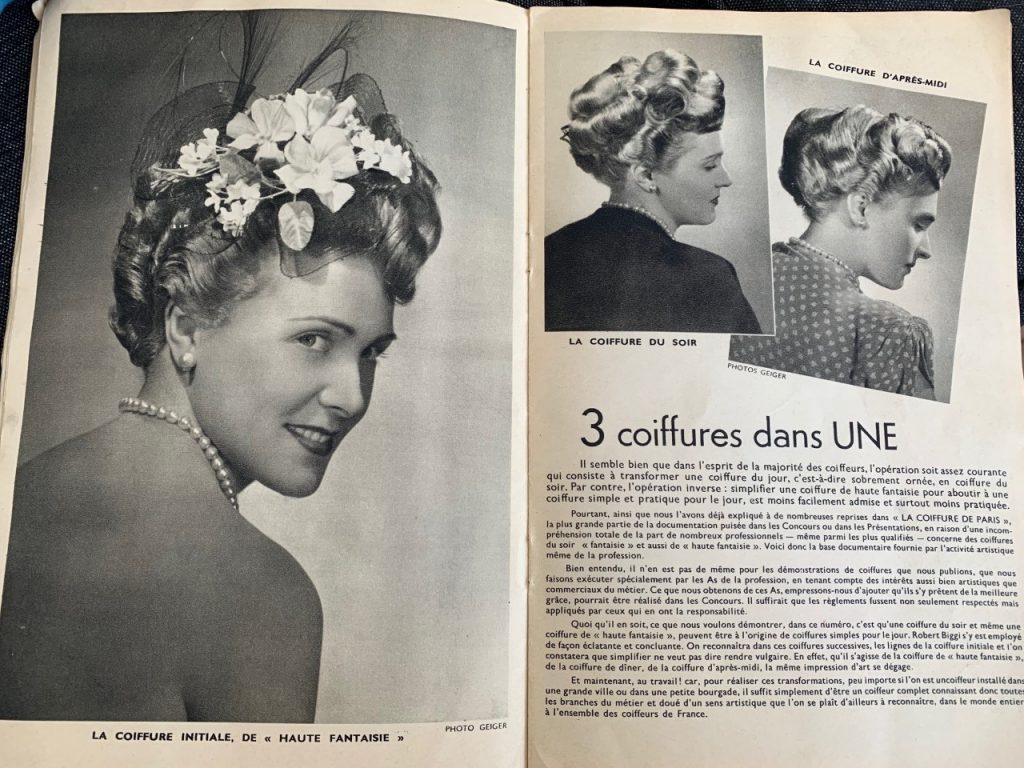 PHOTO GEIGER
LA COIFFURE INITIALE, DE « HAUTE FANTAISIE »
LA COIFFURE D'APRÈS-MIDI
LA COIFFURE DU SOIR
PHOTOS GEIGER
3 coiffures dans UNE
Il semble bien que dans l'esprit de la majorité des coiffeurs, l'opération soit assez courante
qui consiste à transformer une coiffure du jour, c'est-à-dire sobrement ornée, en coiffure du
soir. Par contre, l'opération inverse : simplifier une coiffure de haute fantaisie pour aboutir à une
coiffure simple et pratique pour le jour, est moins facilement admise et surtout moins pratiquée.
Pourtant, ainsi que nous l'avons déjà expliqué à de nombreuses reprises dans « LA COIFFURE DE PARIS »,
la plus grande partie de la documentation puisée dans les Concours ou dans les Présentations, en raison d'une incom-
préhension totale de la part de nombreux professionnels — même parmi les plus qualifiés — concerne des coiffures
du soir « fantaisie » et aussi de « haute fantaisie ». Voici donc la base documentaire fournie par l'activité artistique
même de la profession.
Bien entendu, il n'en est pas de même pour les démonstrations de coiffures que nous publions, que nous
faisons exécuter spécialement par les As de la profession, en tenant compte des intérêts aussi bien artistiques que
commerciaux du métier. Ce que nous obtenons de ces As, empressons-nous d'ajouter qu'ils s'y prêtent de la meilleure
grâce, pourrait être réalisé dans les Concours. Il suffirait que les règlements fussent non seulement respectés mais
appliqués par ceux qui en ont la responsabilité.
Quoi qu'il en soit, ce que nous voulons démontrer, dans ce numéro, c'est qu'une coiffure du soir et même une
coiffure de « haute fantaisie », peuvent être à l'origine de coiffures simples pour le jour. Robert Biggi s'y est employé
de façon éclatante et concluante. On reconnaîtra dans ces coiffures successives, les lignes de la coiffure initiale et l'on
constatera que simplifier ne veut pas dire rendre vulgaire. En effet, qu'il s'agisse de la coiffure de « haute fantaisie »,
de la coiffure de dîner, de la coiffure d'après-midi, la même impression d'art se dégage.
Et maintenant, au travail ! car, pour réaliser ces transformations, peu importe si l'on est uncoiffeur installé dans
une grande ville ou dans une petite bourgade, il suffit simplement d'être un coiffeur complet connaissant donc toutes
les branches du métier et doué d'un sens artistique que l'on se plaît d'ailleurs à reconnaître, dans le monde entier
à l'ensemble des coiffeurs de France.